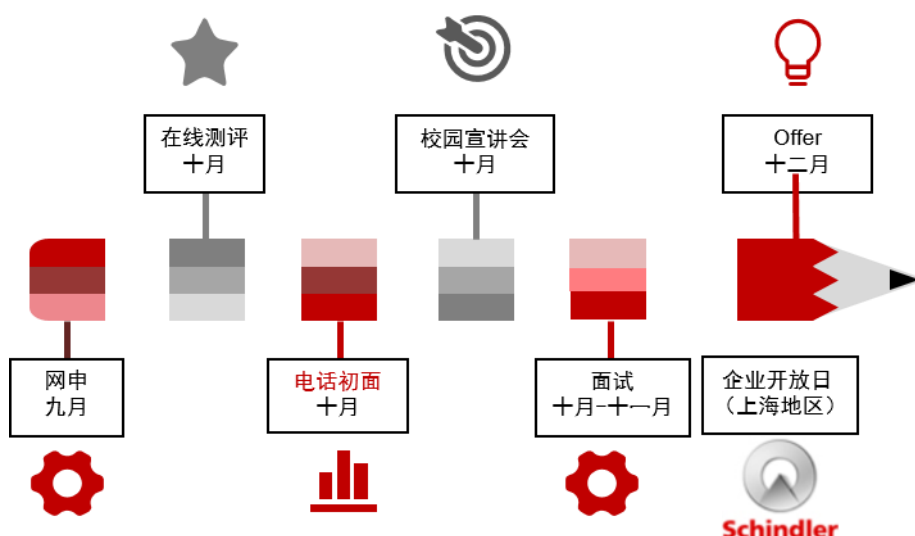 在线测评
十月
校园宣讲会
十月
Offer
十二月
网申
九月
电话初面
十月
面试
十月-十一月
企业开放日
（上海地区）
Schindler